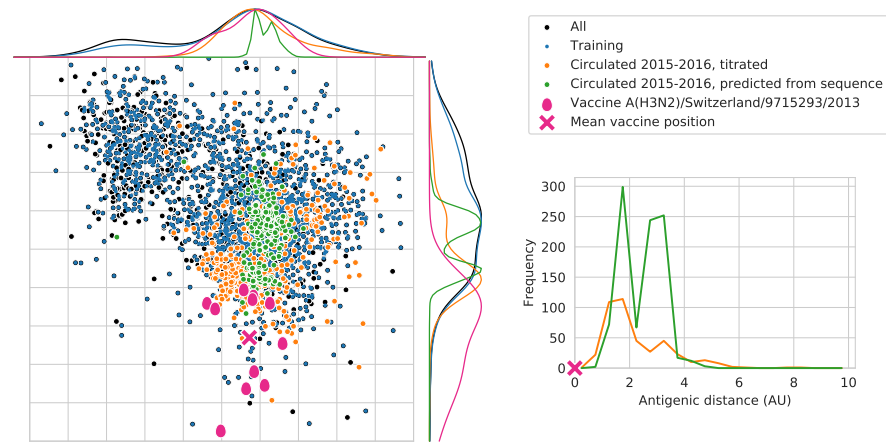 All
Training
Circulated 2015-2016, titrated
Circulated 2015-2016, predicted from sequence
Vaccine A(H3N2)/Switzerland/9715293/2013
Mean vaccine position
300
250
200
150
100
50
0
Frequency
0 2 4 6 8 10
Antigenic distance (AU)